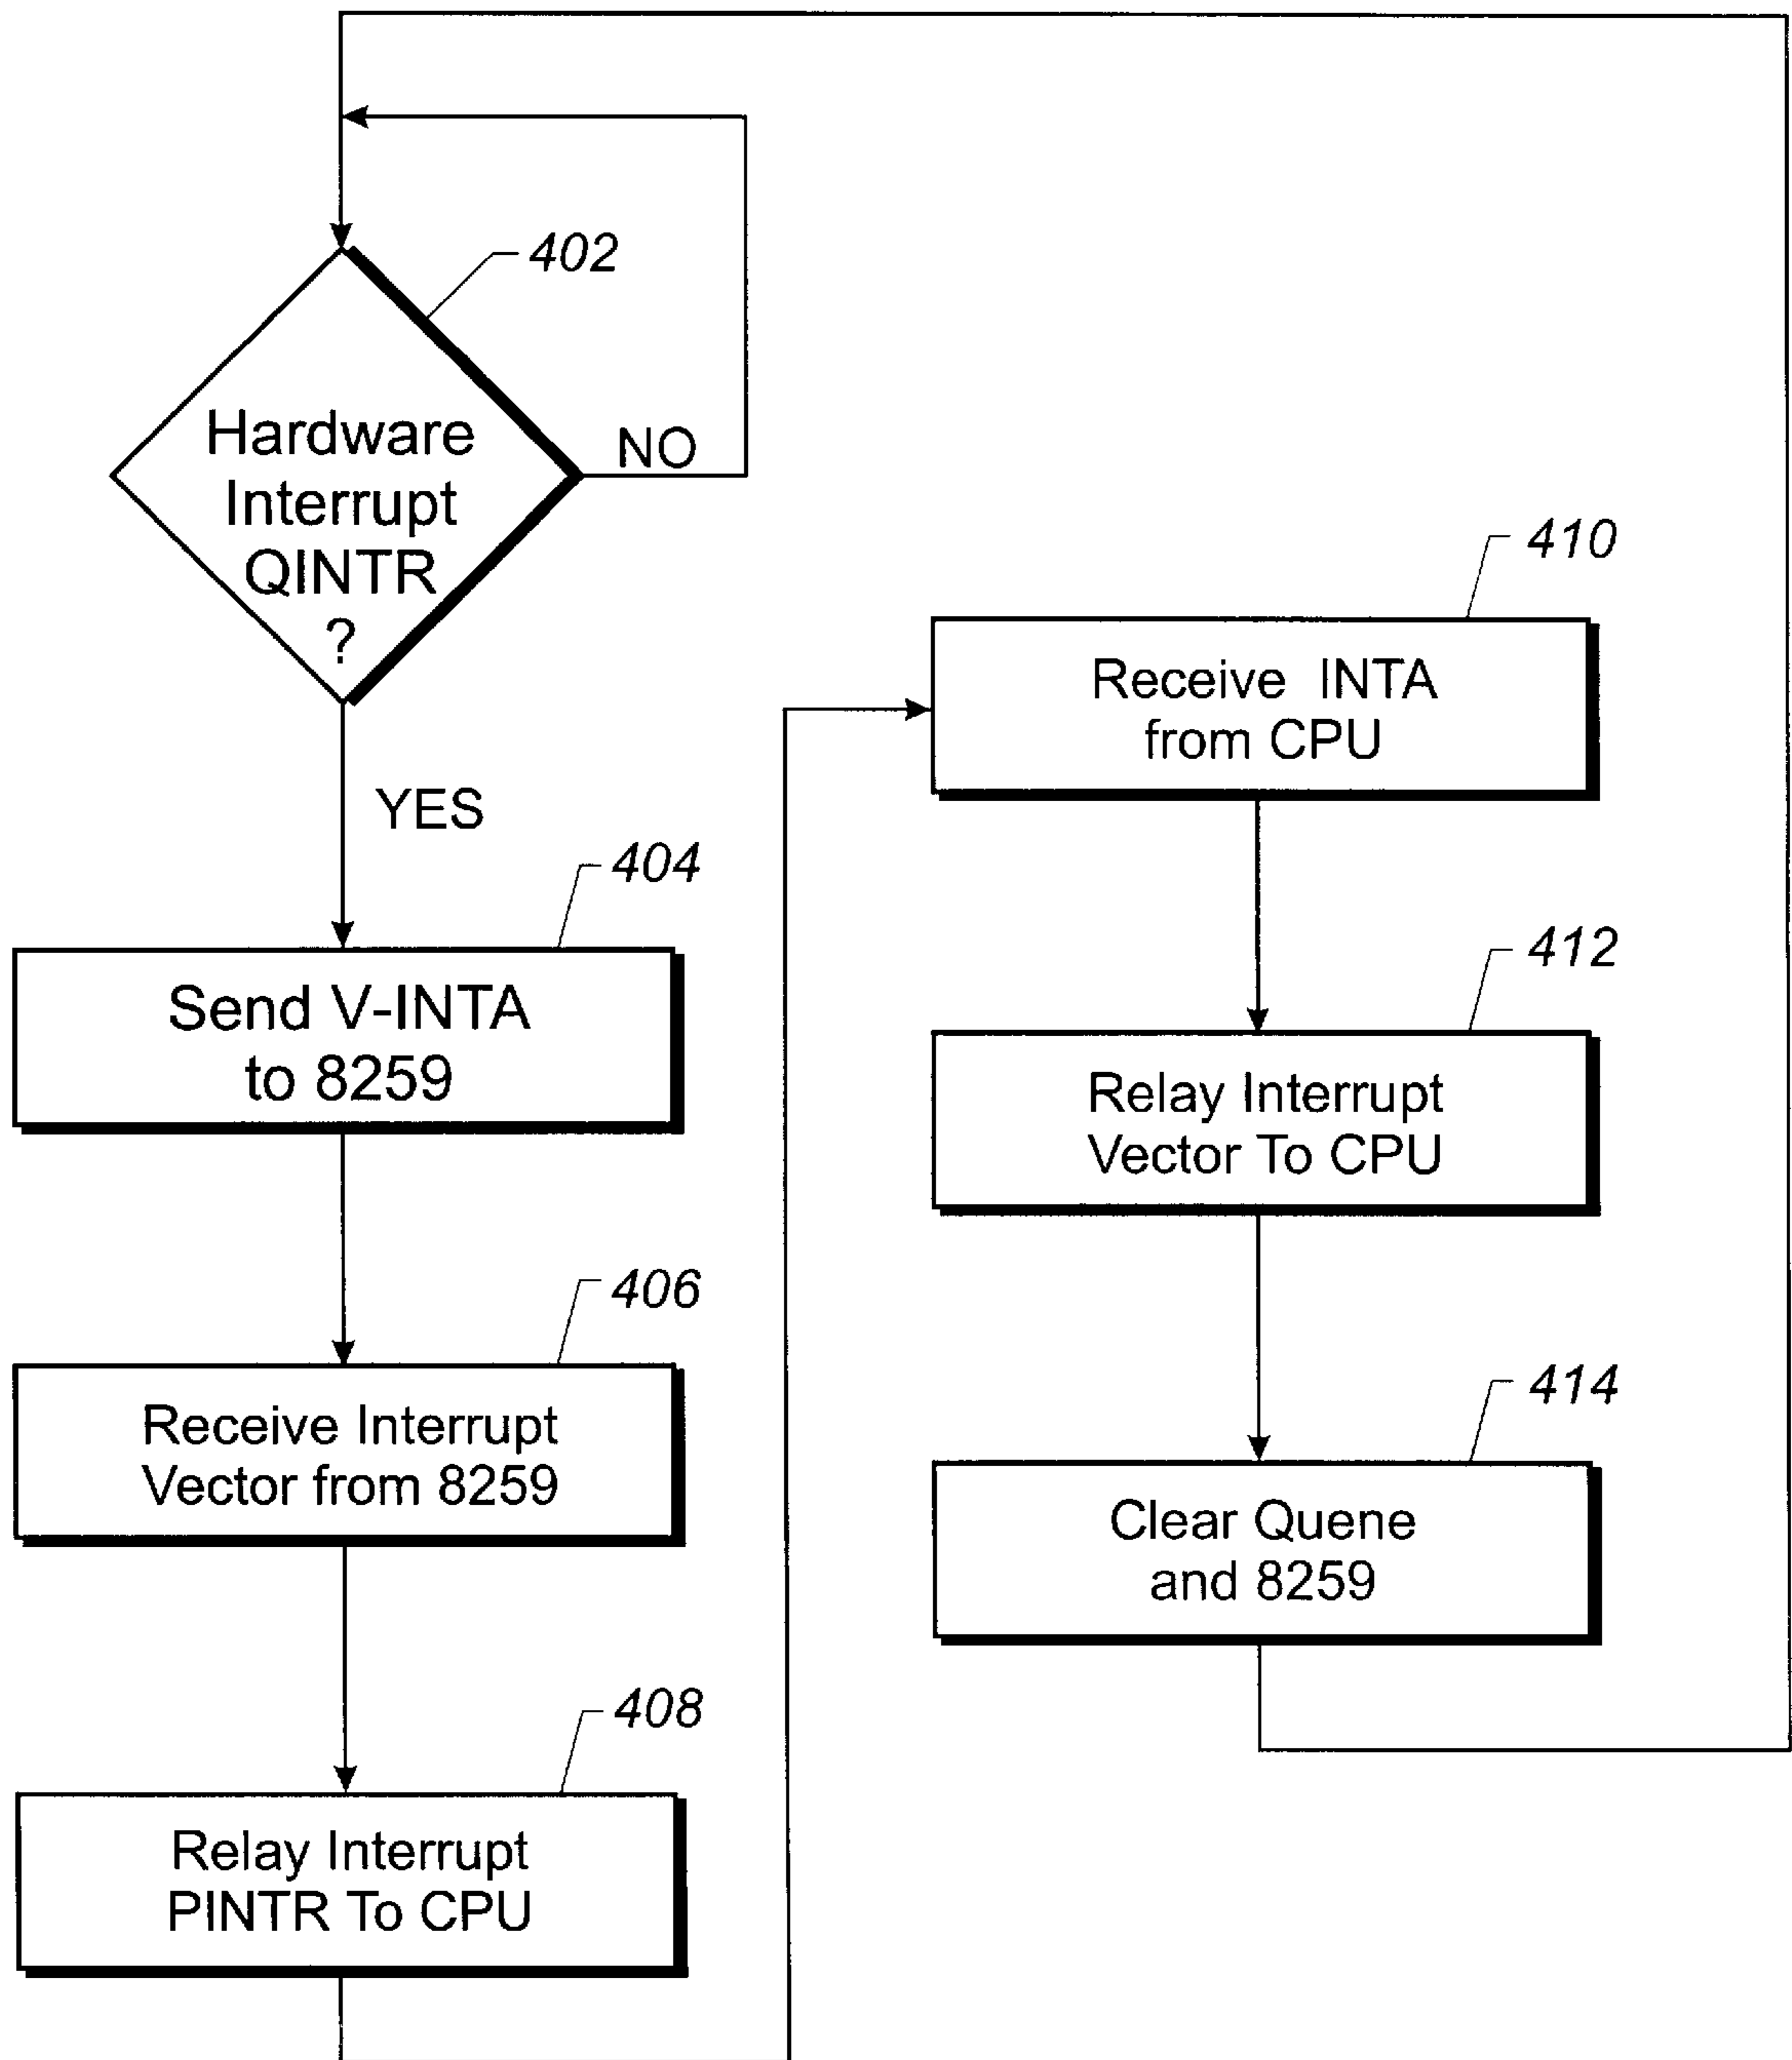 402
Hardware
Interrupt
QINTR
?
NO
YES
404
Send V-INTA
to 8259
406
Receive Interrupt
Vector from 8259
408
Relay Interrupt
PINTR To CPU
410
Receive INTA
from CPU
412
Relay Interrupt
Vector To CPU
414
Clear Quene
and 8259